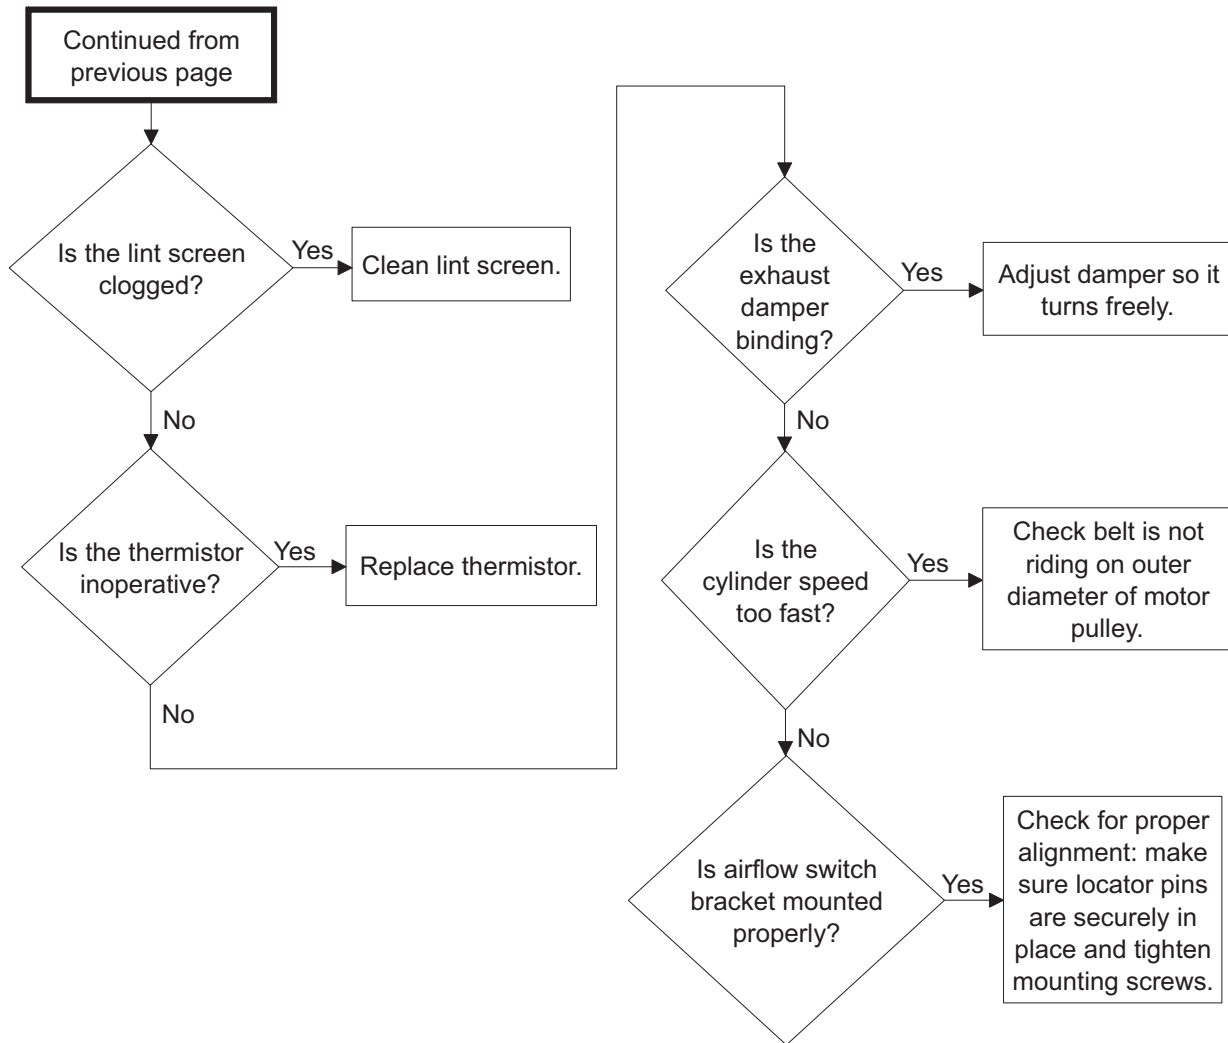 Continued from
previous page
Is the lint screen
clogged?
Yes
Clean lint screen.
No
Is the thermistor
inoperative?
Yes
Replace thermistor.
No
Is the
exhaust
damper
binding?
Yes
Adjust damper so it
turns freely.
No
Is the
cylinder speed
too fast?
Yes
Check belt is not
riding on outer
diameter of motor
pulley.
No
Is airflow switch
bracket mounted
properly?
Yes
Check for proper
alignment: make
sure locator pins
are securely in
place and tighten
mounting screws.